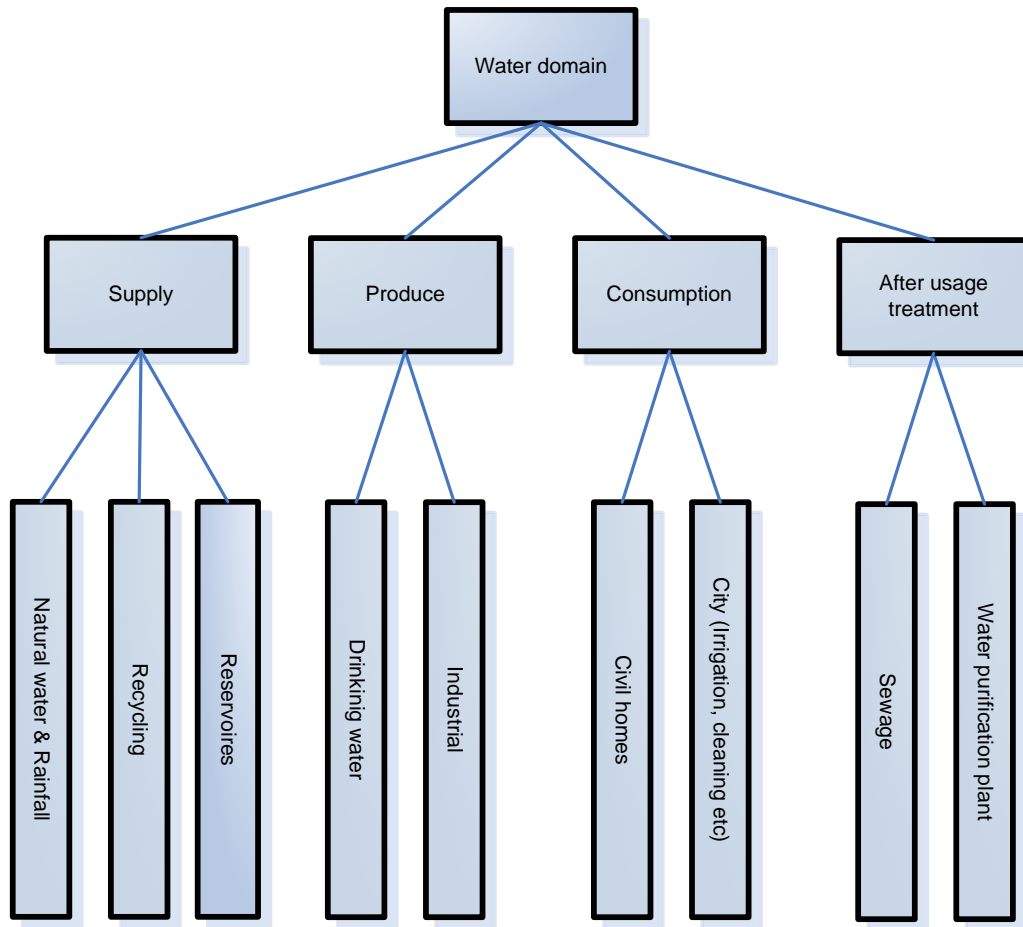 Water domain
Supply
Produce
Consumption
After usage
treatment
Natural water & Rainfall
Recycling
Reservoires
Drinkinig water
Industrial
Civil homes
City (Irrigation, cleaning etc)
Sewage
Water purification plant